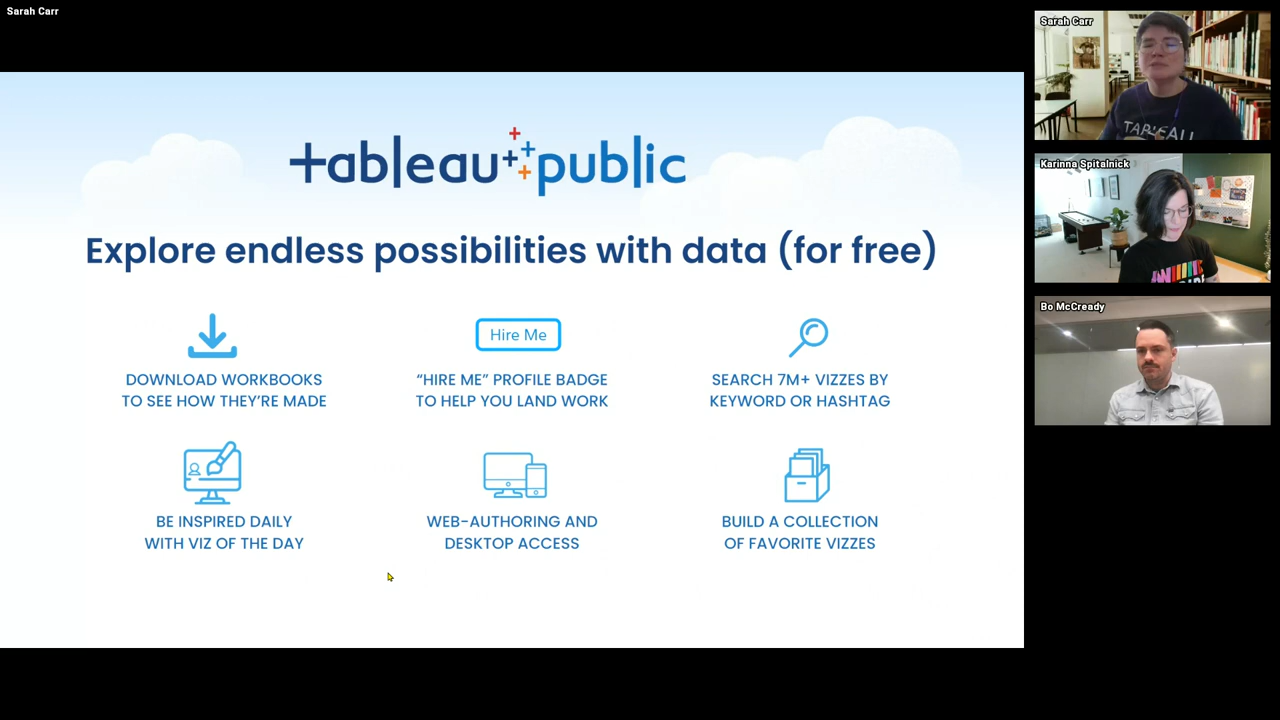 Sarah Carr
tableau public
Explore endless possibilities with data (for free)
Hire Me
DOWNLOAD WORKBOOKS
TO SEE HOW THEY’RE MADE
“HIRE ME” PROFILE BADGE
TO HELP YOU LAND WORK
SEARCH 7M+ VIZZES BY
KEYWORD OR HASHTAG
BE INSPIRED DAILY
WITH VIZ OF THE DAY
WEB-AUTHORING AND
DESKTOP ACCESS
BUILD A COLLECTION
OF FAVORITE VIZZES
Sarah Carr
TABLEAU
Karinna Spitalnick
Bo McCready